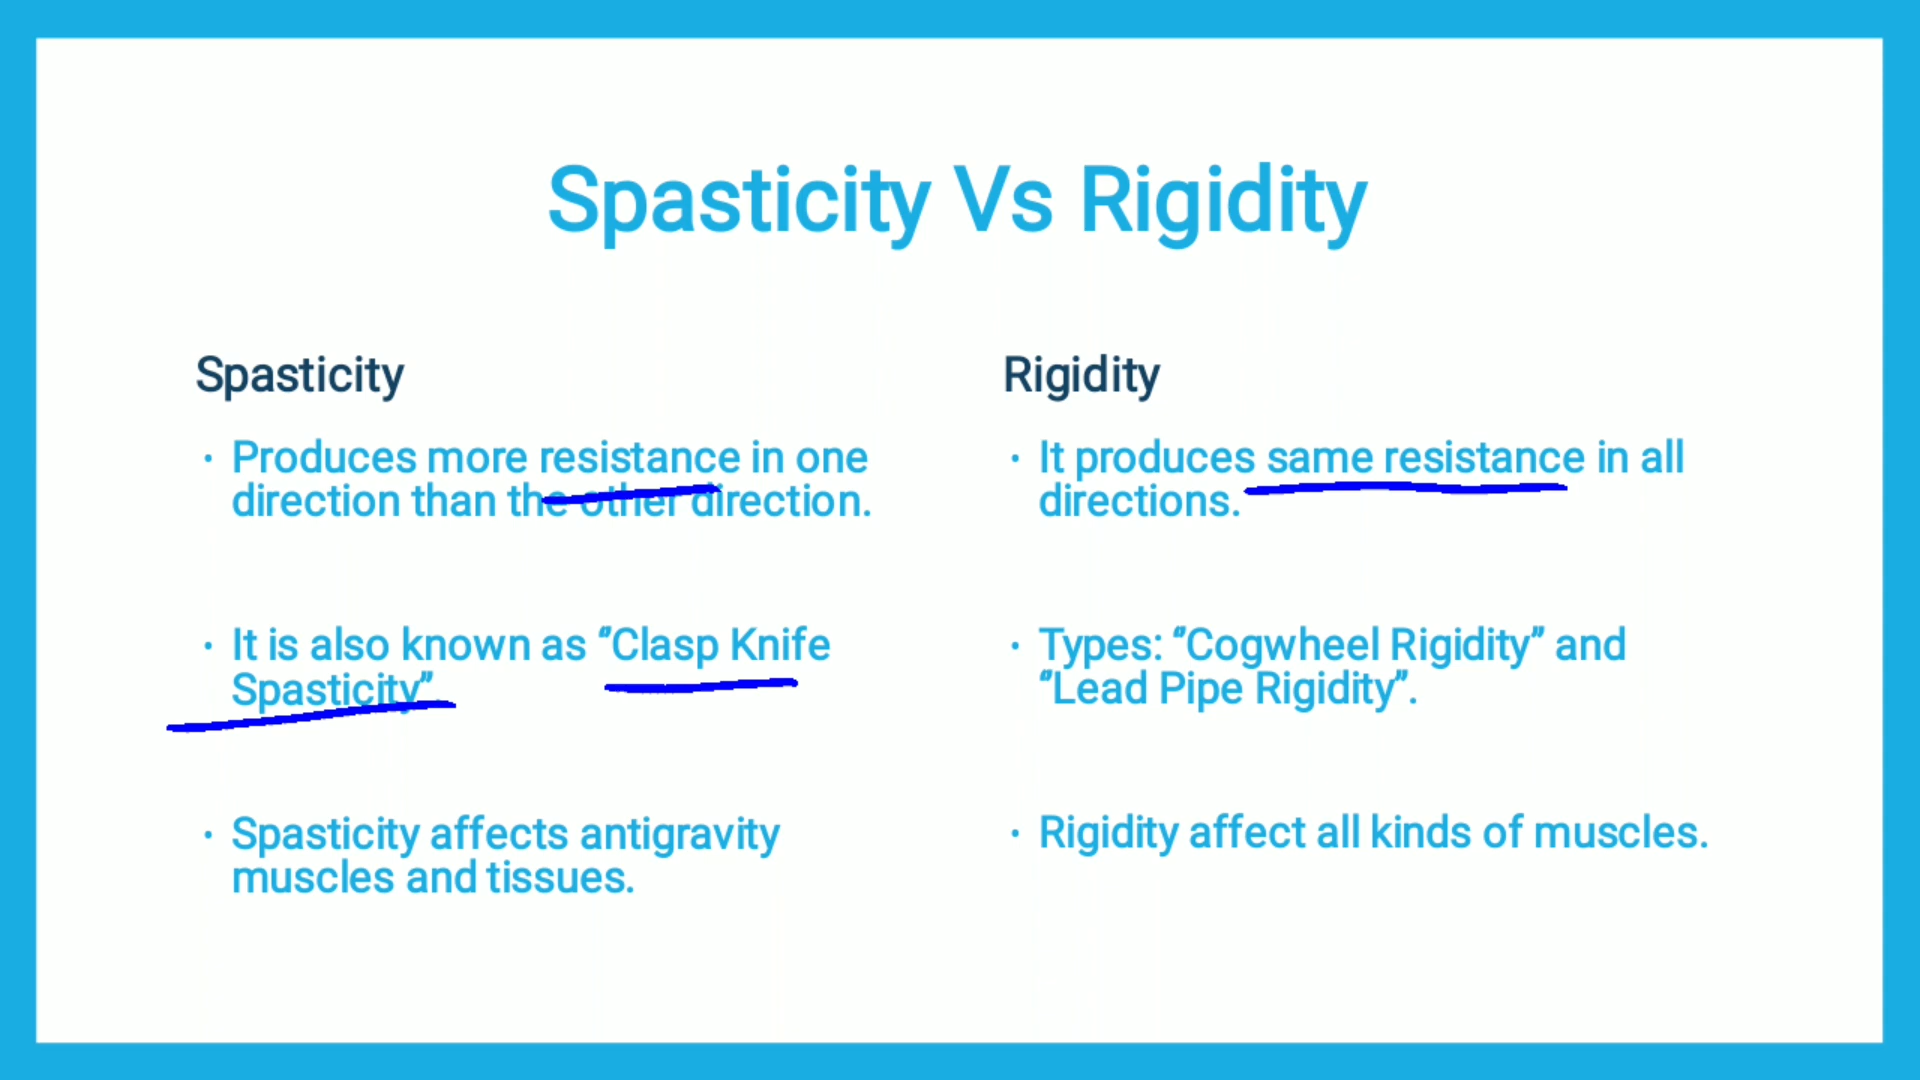 Spasticity Vs Rigidity
Spasticity
· Produces more resistance in one
direction than the other direction.
· It is also known as “Clasp Knife
Spasticity”
· Spasticity affects antigravity
muscles and tissues.
Rigidity
· It produces same resistance in all
directions.
· Types: “Cogwheel Rigidity” and
“Lead Pipe Rigidity”.
· Rigidity affect all kinds of muscles.